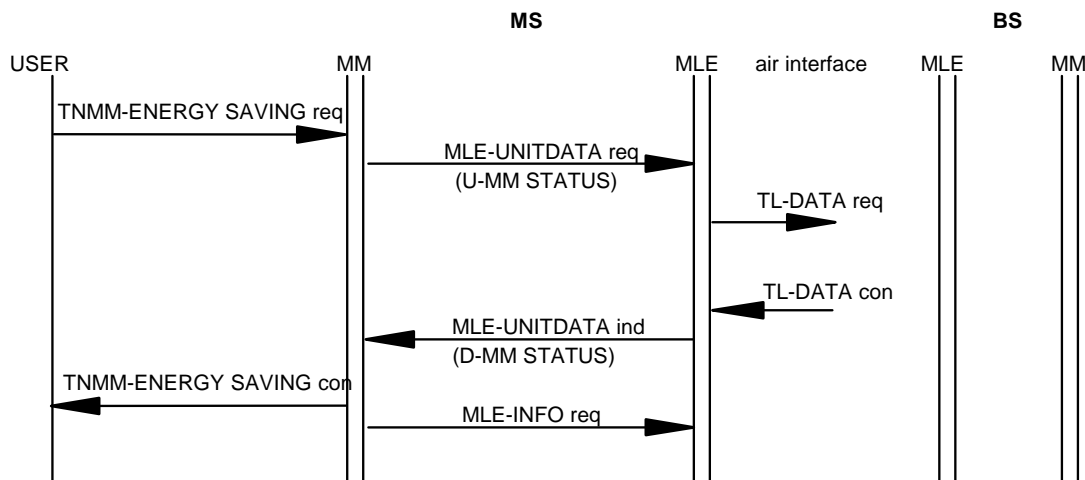 MS BS
USER MM MLE air interface MLE MM
TNMM-ENERGY SAVING req
MLE-UNITDATA req
(U-MM STATUS)
TL-DATA req
TL-DATA con
MLE-UNITDATA ind
(D-MM STATUS)
TNMM-ENERGY SAVING con
MLE-INFO req